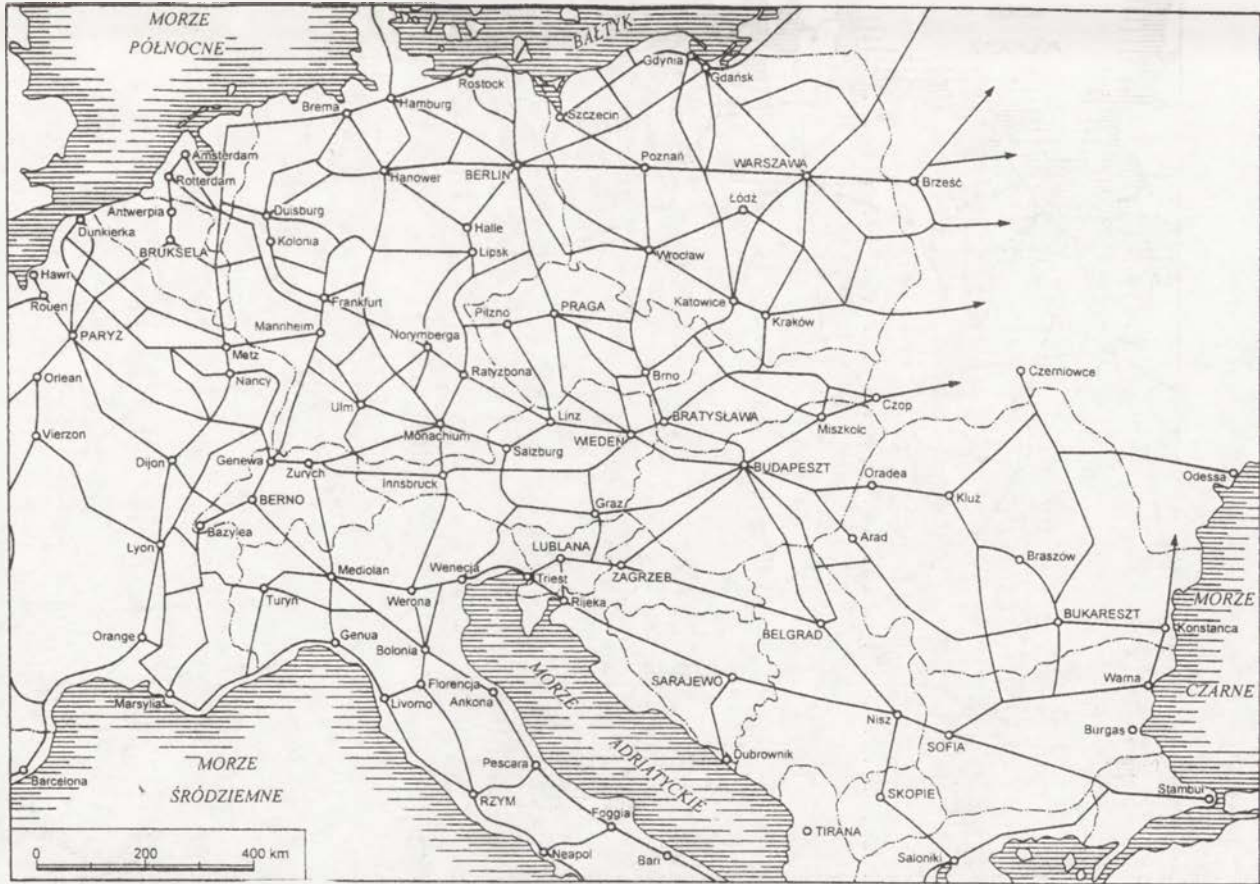 MORZE
PÓŁNOCNE
BAŁTYK
Gdynia
Gdańsk
Rostock
Hamburg
Brema
Szczecin
Amsterdam
Rotterdam
Hanower
BERLIN
Poznań
WARSZAWA
Brześć
Antwerpia
Dunkierka
BRUKSELA
Duisburg
Kolonia
Halle
Lipsk
Łódź
Wrocław
Hawr
Rouen
Frankfurt
PRAGA
Katowice
Kraków
PARYŻ
Mannheim
Norymberga
Pilzno
Metz
Nancy
Ratyzbona
Brno
Orlean
Czerniowce
Ulm
Linz
BRATYSŁAWA
Czop
Miszkolc
Vierzon
Monachium
WIEDEŃ
Dijon
Genewa
Zurych
Salzburg
BUDAPESZT
Innsbruck
Oradea
Odessa
BERNO
Kluż
Graz
Bazylea
Lyon
LUBLANA
Arad
Braszów
Mediolan
Wenecja
Triest
ZAGRZEB
Turyn
Werona
Rijeka
MORZE
BUKARESZT
Konstanca
Orange
Genua
Bolonia
BELGRAD
Marsylia
Florencja
Livorno
Ankona
MORZE
SARAJEWO
Warna
CZARNE
Nisz
SOFIA
Burgas
ADRIATYCKIE
Dubrownik
Barcelona
MORZE
ŚRÓDZIEMNE
Pescara
RZYM
SKOPIE
Stambuł
Foggia
TIRANA
Neapol
Bari
Saloniki
0 200 400 km